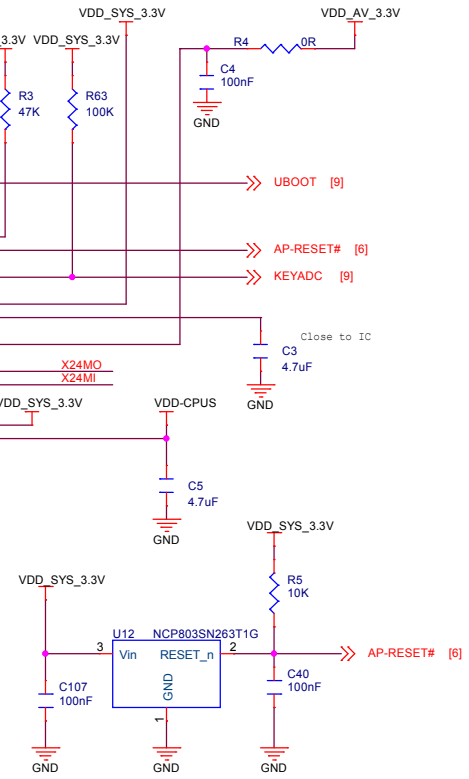 VDD_SYS_3.3V
VDD_AV_3.3V
3.3V
VDD_SYS_3.3V
R4
0R
C4
100nF
GND
R3
47K
R63
100K
UBOOT [9]
AP-RESET# [6]
KEYADC [9]
Close to IC
C3
4.7uF
GND
X24MO
X24MI
VDD_SYS_3.3V
VDD-CPUS
C5
4.7uF
GND
VDD_SYS_3.3V
VDD_SYS_3.3V
R5
10K
U12 NCP803SN263T1G
3
Vin
RESET_n
2
GND
1
AP-RESET# [6]
C107
100nF
C40
100nF
GND
GND
GND